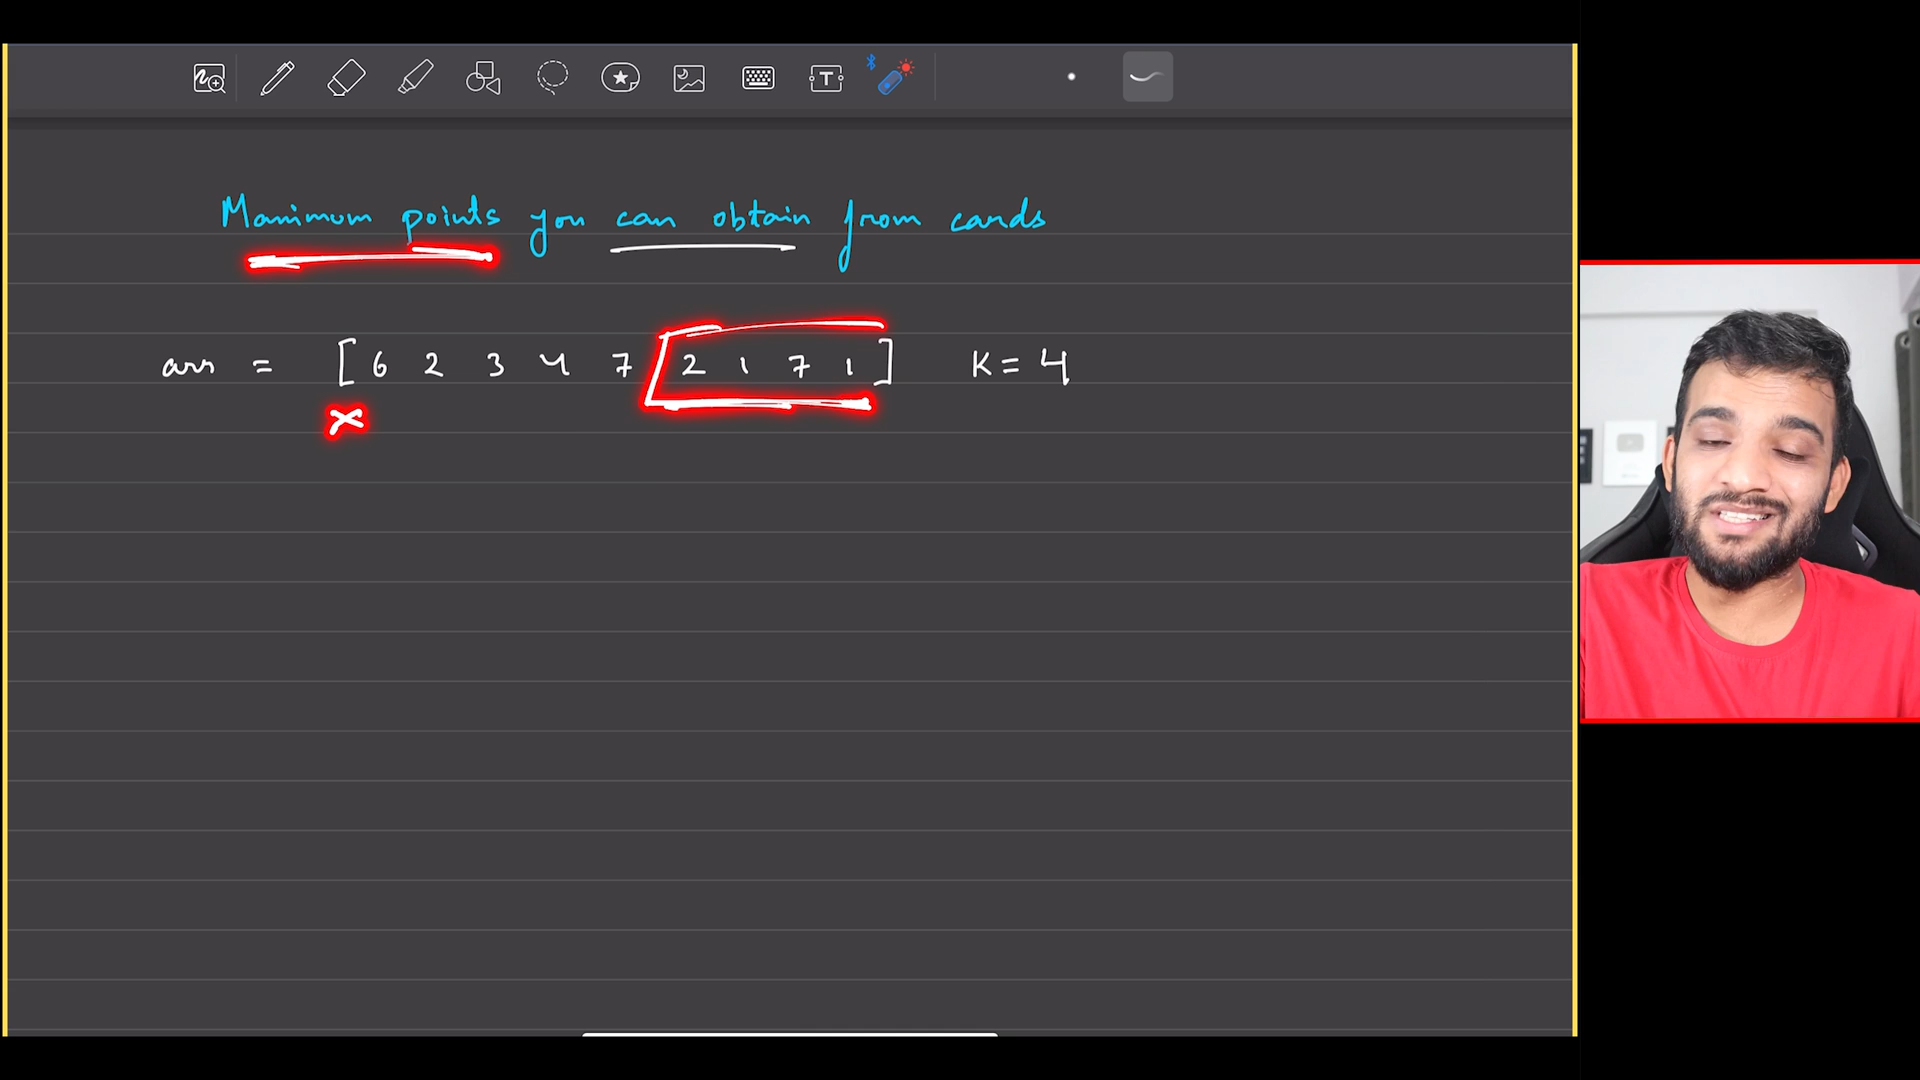 Maximum points you can obtain from cards
arr = [ 6 2 3 4 7 2 1 7 1 ] K = 4